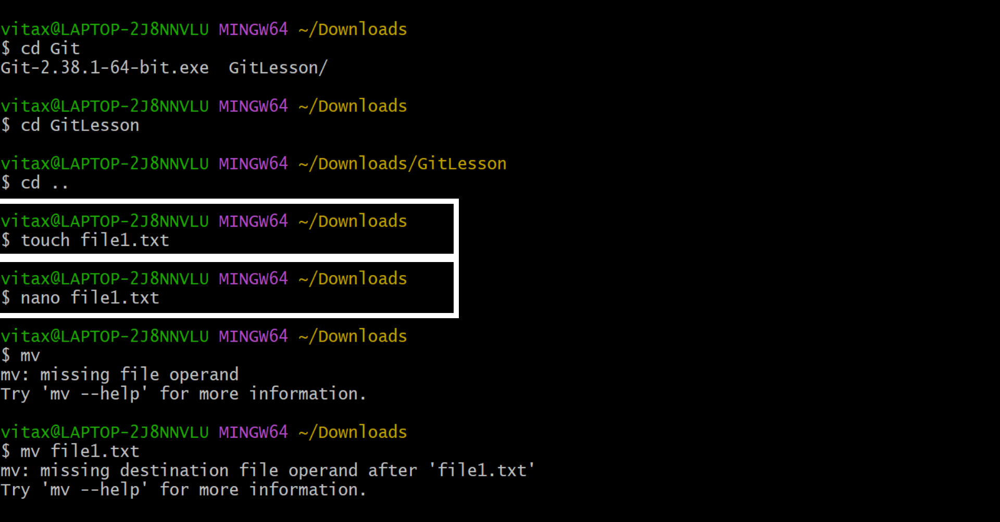 vitax@LAPTOP-2J8NNVLU MINGW64 ~/Downloads
$ cd Git
Git-2.38.1-64-bit.exe  GitLesson/
vitax@LAPTOP-2J8NNVLU MINGW64 ~/Downloads
$ cd GitLesson
vitax@LAPTOP-2J8NNVLU MINGW64 ~/Downloads/GitLesson
$ cd ..
vitax@LAPTOP-2J8NNVLU MINGW64 ~/Downloads
$ touch file1.txt
vitax@LAPTOP-2J8NNVLU MINGW64 ~/Downloads
$ nano file1.txt
vitax@LAPTOP-2J8NNVLU MINGW64 ~/Downloads
$ mv
mv: missing file operand
Try 'mv --help' for more information.
vitax@LAPTOP-2J8NNVLU MINGW64 ~/Downloads
$ mv file1.txt
mv: missing destination file operand after 'file1.txt'
Try 'mv --help' for more information.